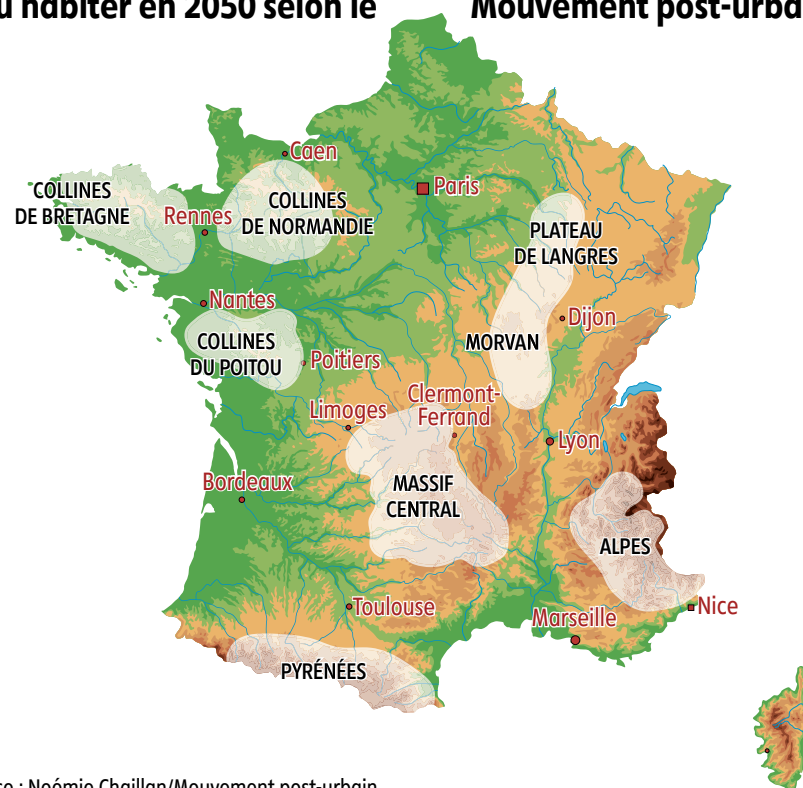 habiter en 2050 selon le Mouvement post-urba
Caen
COLLINES
DE BRETAGNE
Rennes
COLLINES
DE NORMANDIE
Paris
PLATEAU
DE LANGRES
Nantes
COLLINES
DU POITOU
Poitiers
MORVAN
Dijon
Limoges
Clermont-
Ferrand
Lyon
Bordeaux
MASSIF
CENTRAL
ALPES
Toulouse
Marseille
Nice
PYRÉNÉES
: Noémie Chaillan/Mouvement post-urbain